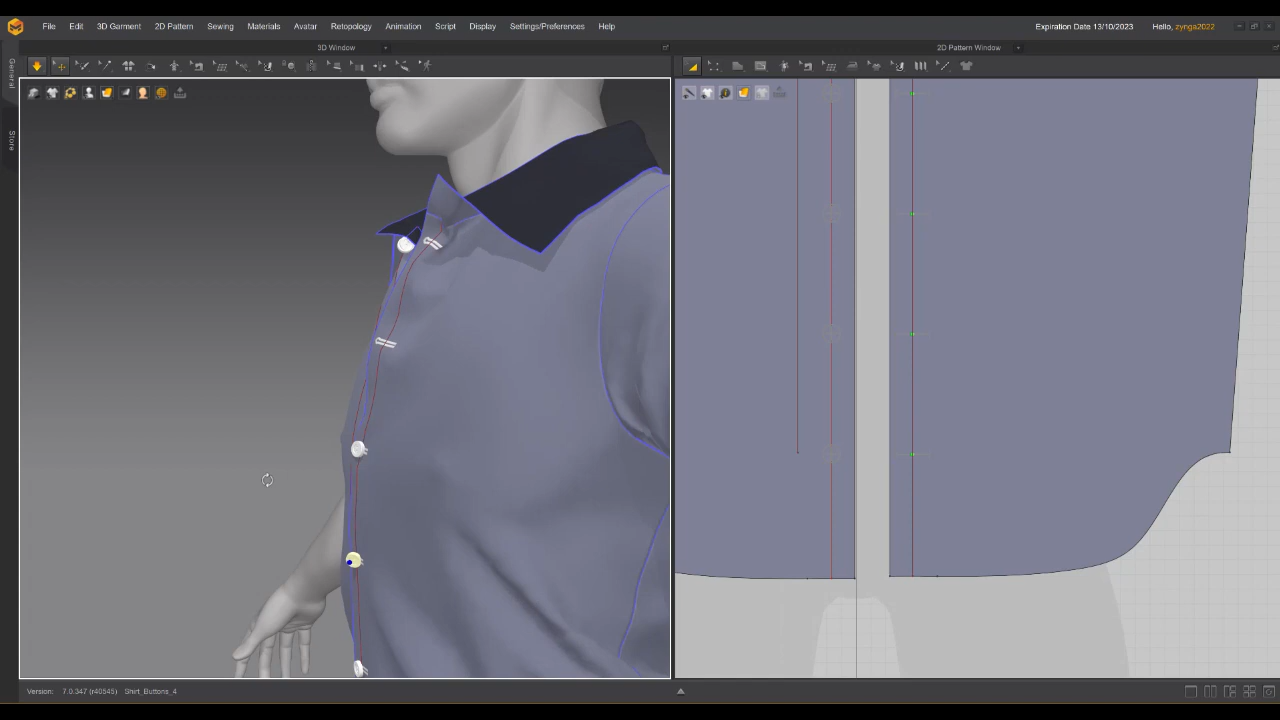 File Edit 3D Garment 2D Pattern Sewing Materials Avatar Retopology Animation Script Display Settings/Preferences Help Expiration Date 13/10/2023 Hello, zynga2022
3D Window 2D Pattern Window
General
Store
Version: 7.0.347 (r40545) Shirt_Buttons_4